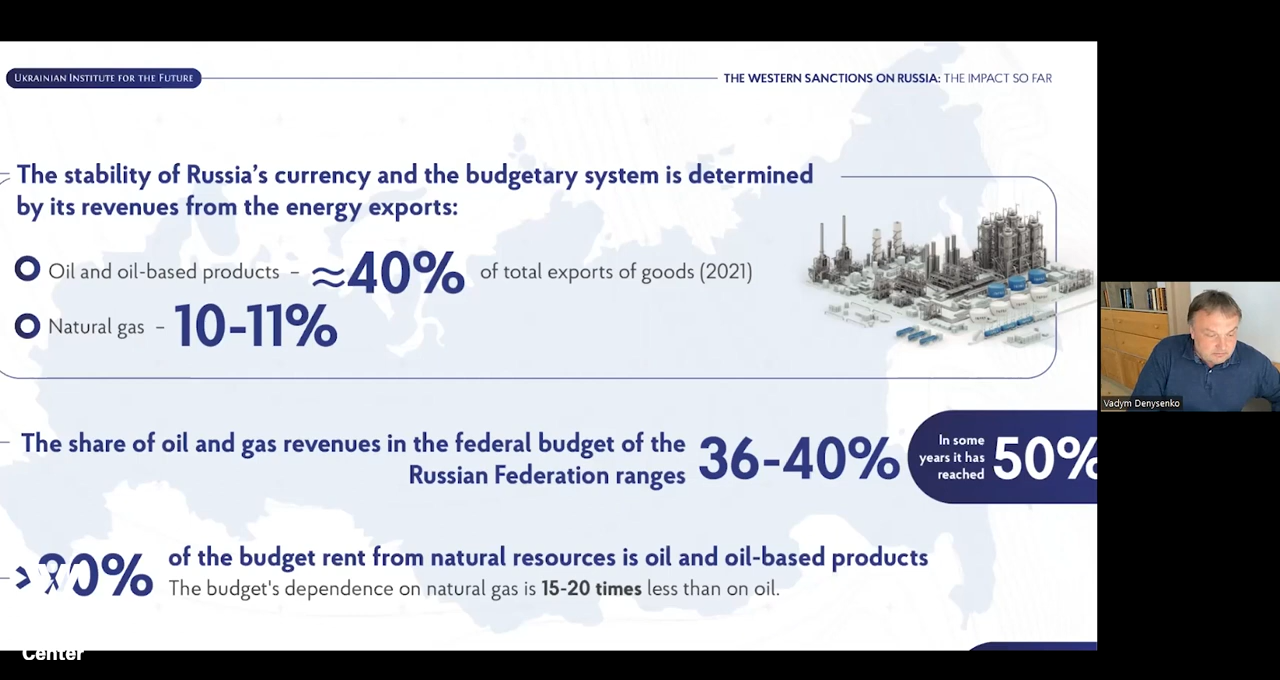 UKRAINIAN INSTITUTE FOR THE FUTURE
THE WESTERN SANCTIONS ON RUSSIA: THE IMPACT SO FAR
The stability of Russia's currency and the budgetary system is determined
by its revenues from the energy exports:
Oil and oil-based products – ≈40% of total exports of goods (2021)
Natural gas – 10-11%
The share of oil and gas revenues in the federal budget of the
Russian Federation ranges
36-40%
In some
years it has
reached
50%
of the budget rent from natural resources is oil and oil-based products
The budget's dependence on natural gas is 15-20 times less than on oil.
Center
Vadym Denysenko